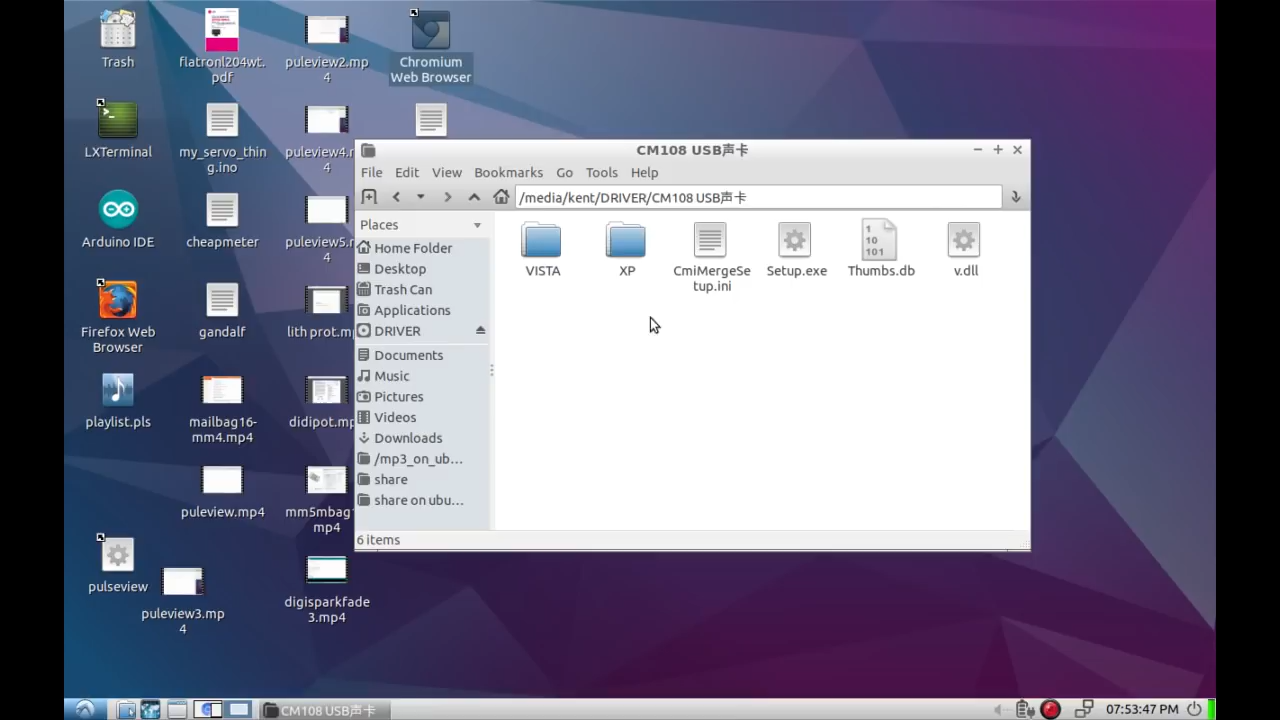 Trash
flatronl204wt.
pdf
puleview2.mp
4
Chromium
Web Browser
LXTerminal
my_servo_thin
g.ino
puleview4.
4
Arduino IDE
cheapmeter
puleview5.
4
Firefox Web
Browser
gandalf
lith prot.mp
playlist.pls
mailbag16-
mm4.mp4
didipot.mp
puleview.mp4
mm5mbag
mp4
pulseview
puleview3.mp
4
digisparkfade
3.mp4
CM108 USB声卡
File Edit View Bookmarks Go Tools Help
/media/kent/DRIVER/CM108 USB声卡
Places
Home Folder
Desktop
Trash Can
Applications
DRIVER
Documents
Music
Pictures
Videos
Downloads
/mp3_on_ub...
share
share on ubu...
VISTA
XP
CmiMergeSe
tup.ini
Setup.exe
1
10
101
Thumbs.db
v.dll
6 items
CM108 USB声卡
07:53:47 PM